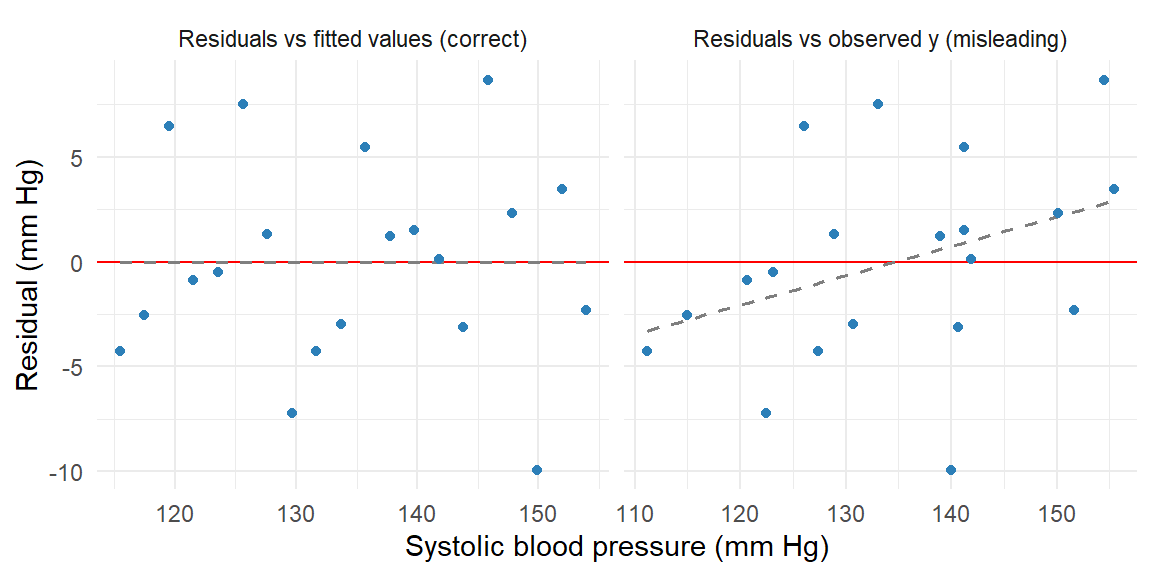 Residuals vs fitted values (correct)
Residuals vs observed y (misleading)
Residual (mm Hg)
5
0
-5
-10
120 130 140 150
110 120 130 140 150
Systolic blood pressure (mm Hg)